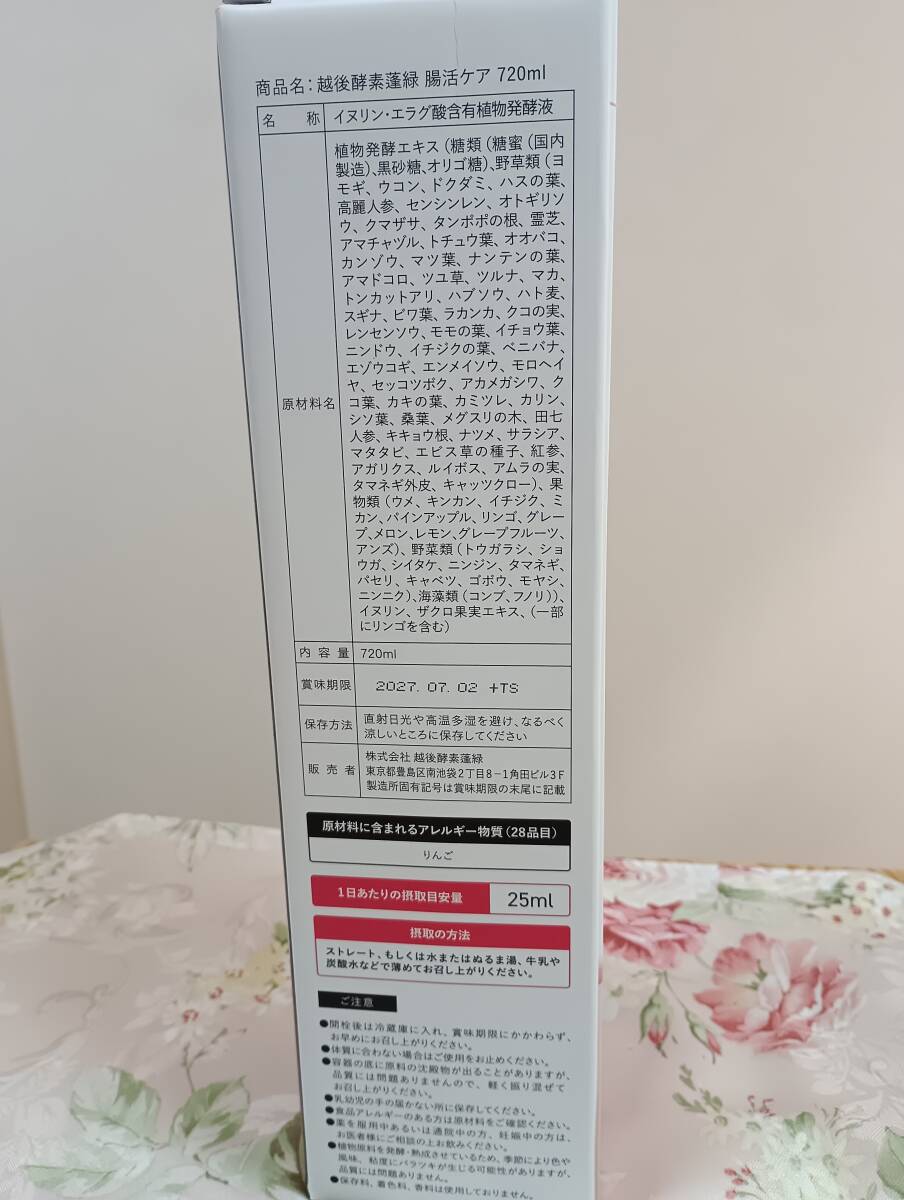 商品名：越後酵素蓬緑 腸活ケア 720ml
名称 イヌリン・エラグ酸含有植物発酵液
原材料名
植物発酵エキス（糖類（糖蜜（国内
製造）、黒砂糖、オリゴ糖）、野草類（ヨ
モギ、ウコン、ドクダミ、ハスの葉、
高麗人参、センシンレン、オトギリソ
ウ、クマザサ、タンポポの根、霊芝、
アマチャヅル、トチュウ葉、オオバコ、
カンゾウ、マツ葉、ナンテンの葉、
アマドコロ、ツユ草、ツルナ、マカ、
トンカットアリ、ハブソウ、ハト麦、
スギナ、ビワ葉、ラカンカ、クコの実、
レンセンソウ、モモの葉、イチョウ葉、
ニンドウ、イチジクの葉、ベニバナ、
エゾウコギ、エンメイソウ、モロヘイ
ヤ、セッコツボク、アカメガシワ、ク
コ葉、カキの葉、カミツレ、カリン、
シソ葉、桑葉、メグスリの木、田七
人参、キキョウ根、ナツメ、サラシア、
マタタビ、エビス草の種子、紅参、
アガリクス、ルイボス、アムラの実、
タマネギ外皮、キャッツクロー）、果
物類（ウメ、キンカン、イチジク、ミ
カン、パインアップル、リンゴ、グレー
プ、メロン、レモン、グレープフルーツ、
アンズ）、野菜類（トウガラシ、ショ
ウガ、シイタケ、ニンジン、タマネギ、
パセリ、キャベツ、ゴボウ、モヤシ、
ニンニク）、海藻類（コンブ、フノリ））、
イヌリン、ザクロ果実エキス、（一部
にリンゴを含む）
内容量 720ml
賞味期限 2027. 07. 02 +TS
保存方法 直射日光や高温多湿を避け、なるべく
涼しいところに保存してください
販売者 株式会社 越後酵素蓬緑
東京都豊島区南池袋2丁目8－1角田ビル3F
製造所固有記号は賞味期限の末尾に記載
原材料に含まれるアレルギー物質（28品目）
りんご
1日あたりの摂取目安量 25ml
摂取の方法
ストレート、もしくは水またはぬるま湯、牛乳や
炭酸水などで薄めてお召し上がりください。
ご注意
●開栓後は冷蔵庫に入れ、賞味期限にかかわらず、
お早めにお召し上がりください。
●体質に合わない場合はご使用をお止めください。
●容器の底に原料の沈殿物が出ることがありますが、
品質には問題ありませんので、軽く振り混ぜて
お召し上がりください。
●乳幼児の手の届かない所に保存してください。
●食品アレルギーのある方は原材料をご確認ください。
●薬を服用中あるいは通院中の方、妊娠中の方は、
お医者様にご相談の上お飲みください。
●植物原料を発酵・熟成させているため、季節により色や
風味、粘度にバラツキが生じる可能性がありますが、
品質には問題ありません。
●保存料、着色料、香料は使用しておりません。